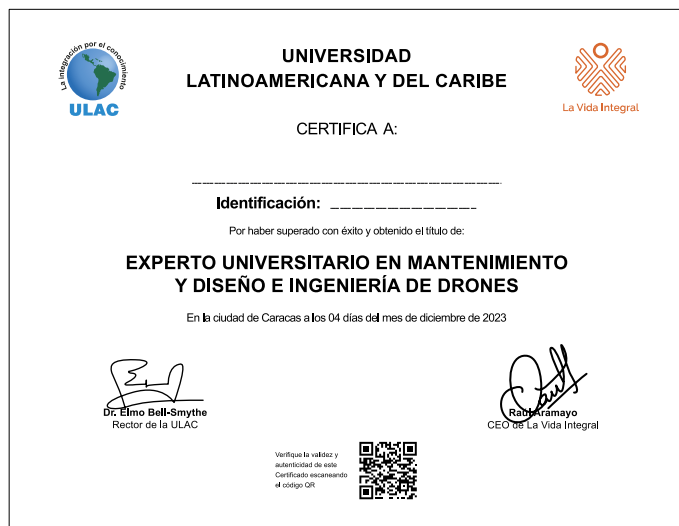 La integración por el conocimiento
ULAC
UNIVERSIDAD
LATINOAMERICANA Y DEL CARIBE
La Vida Integral
CERTIFICA A:
Identificación:
Por haber superado con éxito y obtenido el título de:
EXPERTO UNIVERSITARIO EN MANTENIMIENTO
Y DISEÑO E INGENIERÍA DE DRONES
En la ciudad de Caracas a los 04 días del mes de diciembre de 2023
Dr. Elmo Bell-Smythe
Rector de la ULAC
Raúl Aramayo
CEO de La Vida Integral
Verifique la validez y
autenticidad de este
Certificado escaneando
el código QR